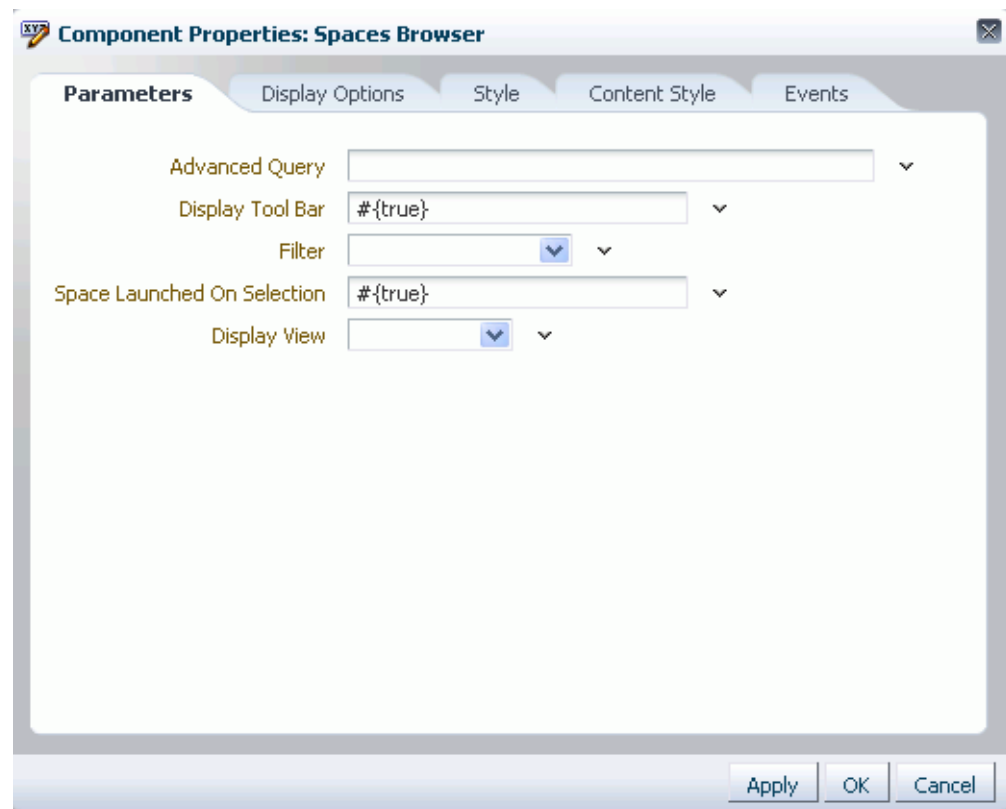 XYZ
Component Properties: Spaces Browser
Parameters Display Options Style Content Style Events
Advanced Query
Display Tool Bar #{true}
Filter
Space Launched On Selection #{true}
Display View
Apply OK Cancel